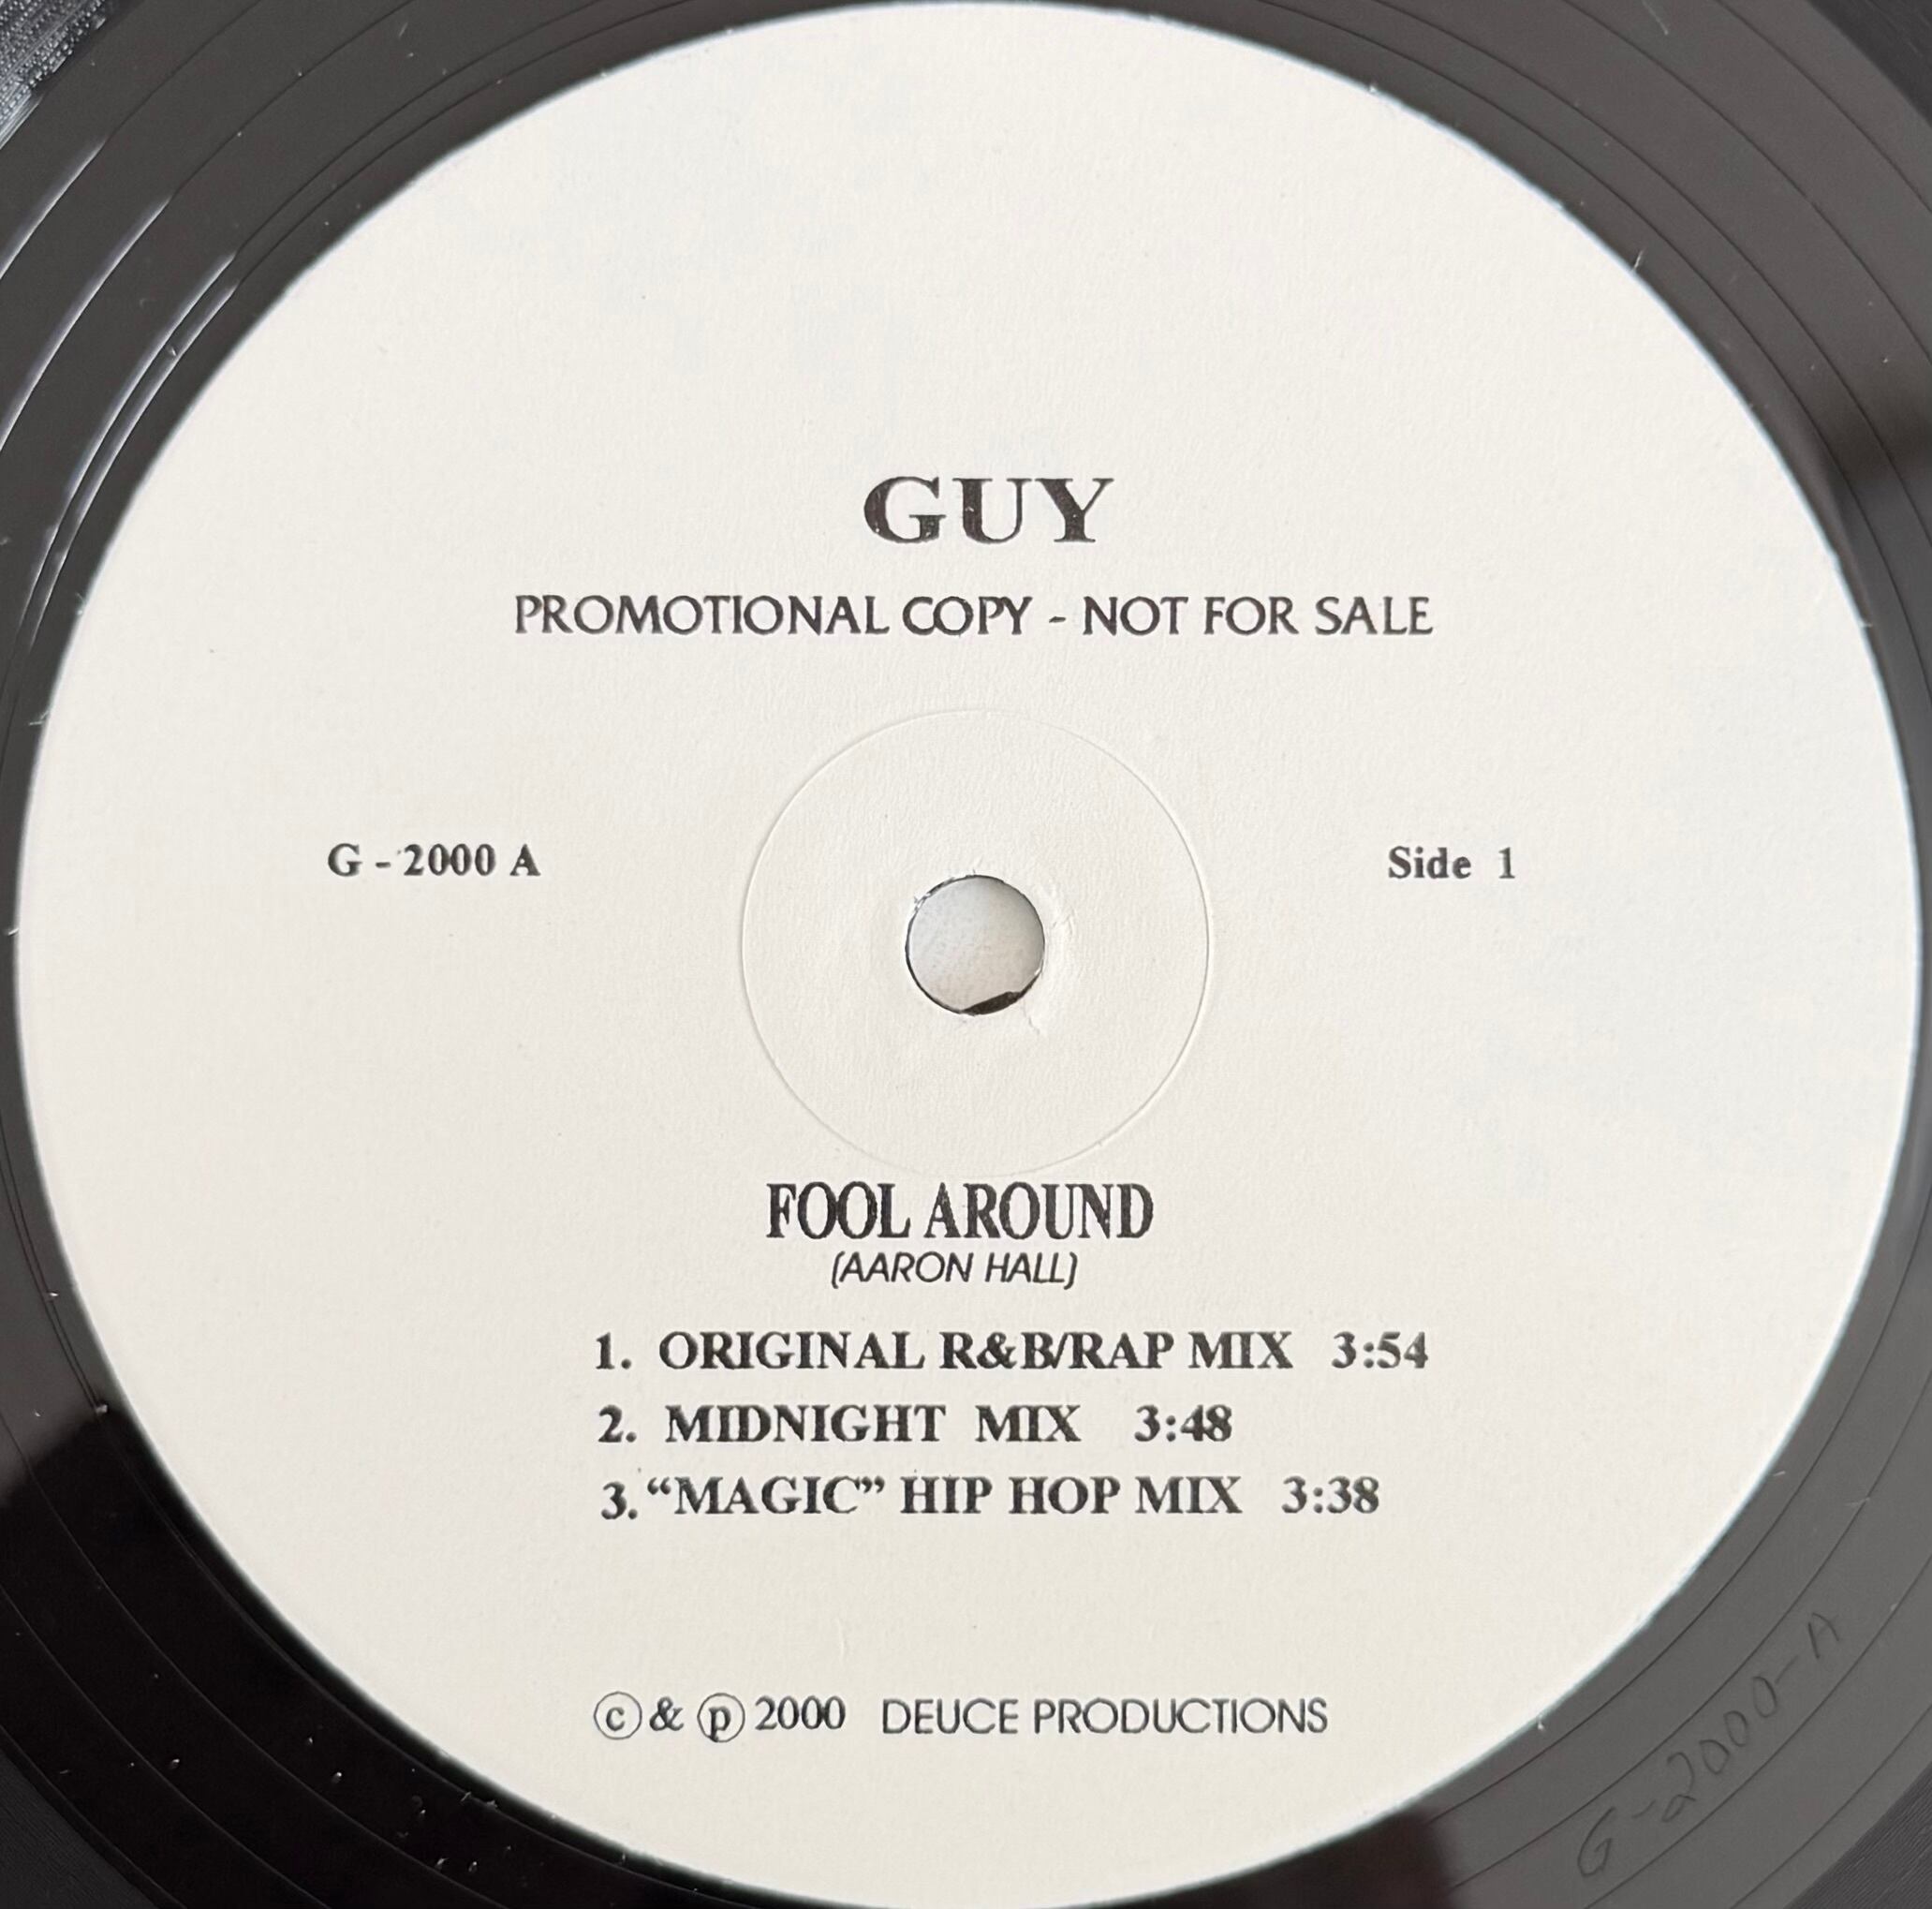 GUY
PROMOTIONAL COPY - NOT FOR SALE
G - 2000 A
Side 1
FOOL AROUND
(AARON HALL)
1. ORIGINAL R&B/RAP MIX 3:54
2. MIDNIGHT MIX 3:48
3. “MAGIC” HIP HOP MIX 3:38
© & ℗ 2000 DEUCE PRODUCTIONS
G-2000-A